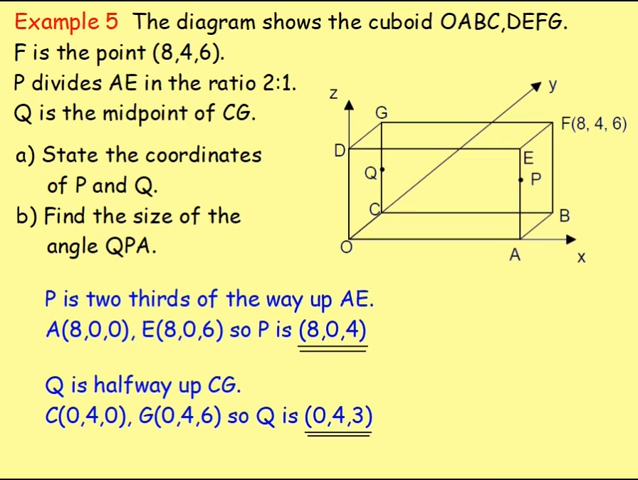 Example 5 The diagram shows the cuboid OABC,DEFG.
F is the point (8,4,6).
P divides AE in the ratio 2:1.
Q is the midpoint of CG.
a) State the coordinates
of P and Q.
b) Find the size of the
angle QPA.
z
y
G
F(8, 4, 6)
D
E
Q
P
C
B
O
A
x
P is two thirds of the way up AE.
A(8,0,0), E(8,0,6) so P is (8,0,4)
Q is halfway up CG.
C(0,4,0), G(0,4,6) so Q is (0,4,3)